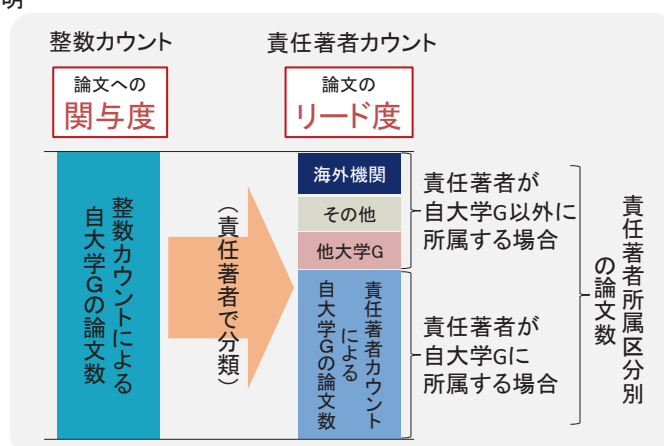 明
整数カウント
責任著者カウント
論文への
関与度
論文の
リード度
整数カウントによる
自大学Gの論文数
(責任著者で分類)
海外機関
その他
他大学G
責任著者カウント
による
自大学Gの論文数
責任著者が
自大学G以外に
所属する場合
責任著者が
自大学Gに
所属する場合
責任著者所属区分別
の論文数